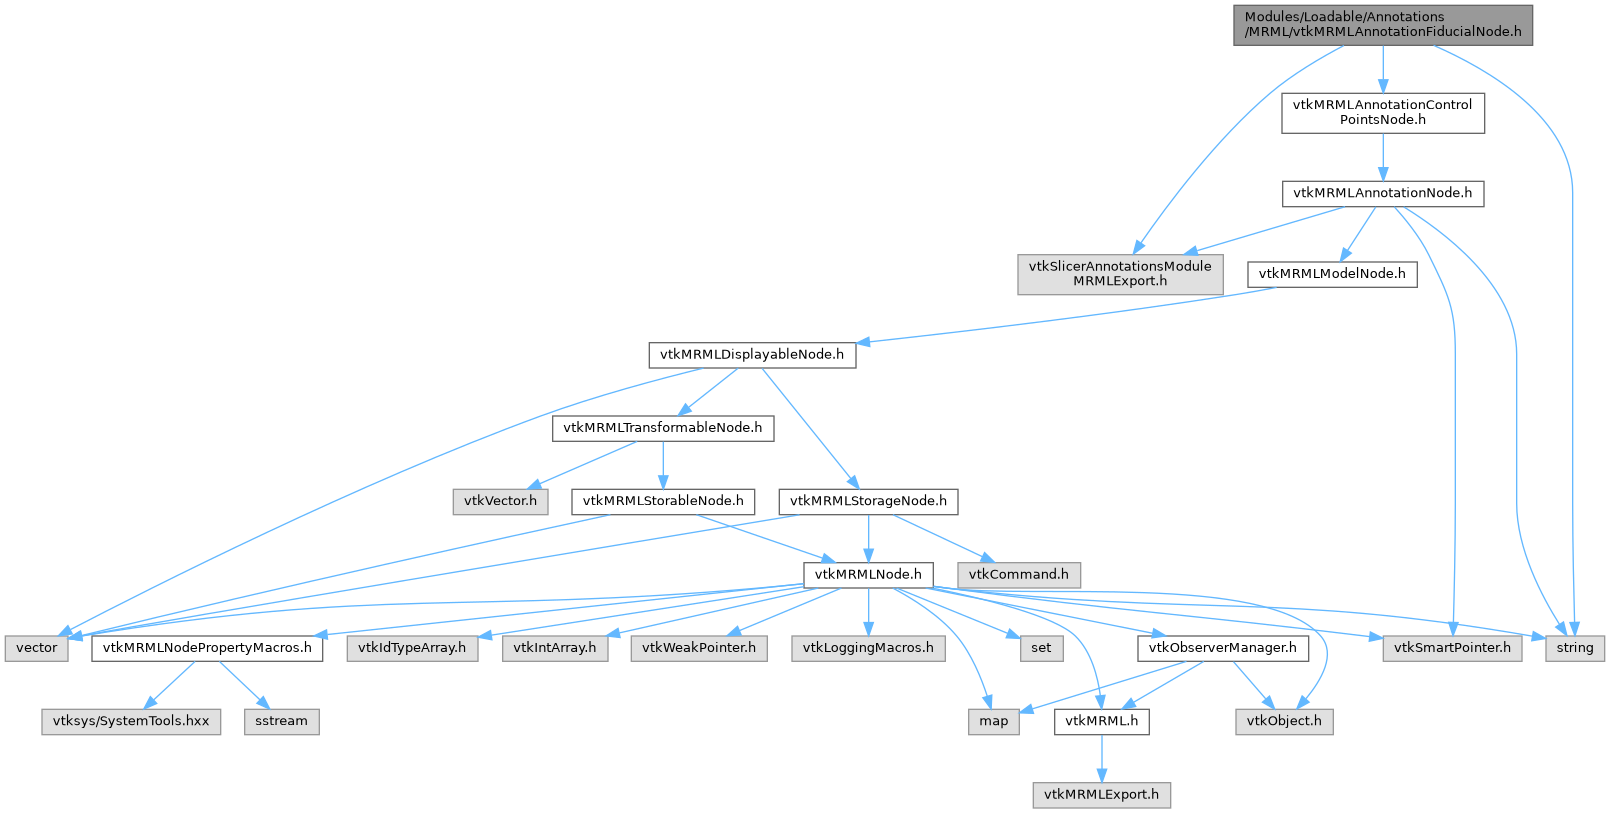 Modules/Loadable/Annotations
/MRML/vtkMRMLAnnotationFiducialNode.h
vtkMRMLAnnotationControl
PointsNode.h
vtkMRMLAnnotationNode.h
vtkSlicerAnnotationsModule
MRMLExport.h
vtkMRMLModelNode.h
vtkMRMLDisplayableNode.h
vtkMRMLTransformableNode.h
vtkVector.h
vtkMRMLStorableNode.h
vtkMRMLStorageNode.h
vtkMRMLNode.h
vtkCommand.h
vector
vtkMRMLNodePropertyMacros.h
vtkIdTypeArray.h
vtkIntArray.h
vtkWeakPointer.h
vtkLoggingMacros.h
set
vtkObserverManager.h
vtkSmartPointer.h
string
vtksys/SystemTools.hxx
sstream
map
vtkMRML.h
vtkObject.h
vtkMRMLExport.h